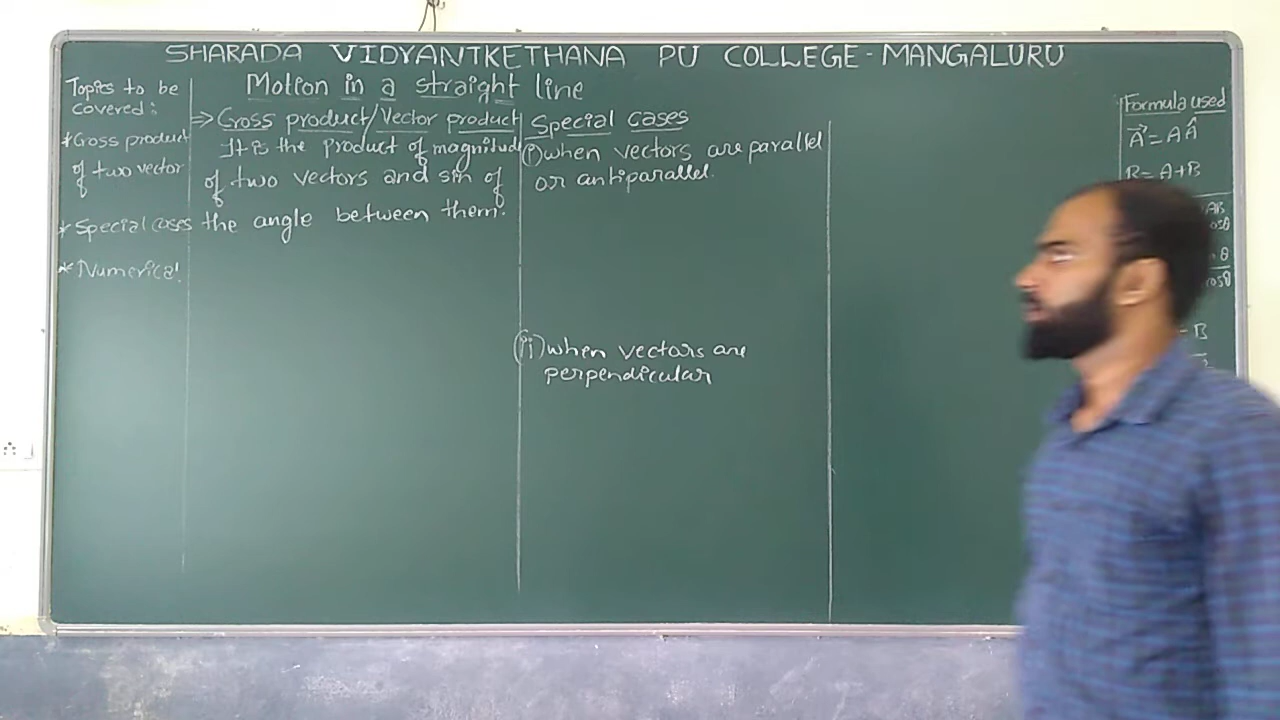 SHARADA VIDYANIKETHANA PU COLLEGE-MANGALURU
Motion in a straight line
Topics to be
covered:
*Cross product
of two vector
*Special cases
*Numerical
=> Cross product/Vector product
It is the product of magnitude
of two vectors and sin of
the angle between them.
Special cases
(i) when vectors are parallel
or antiparallel.
(ii) when vectors are
perpendicular
Formula used
A⃗ = A Â
R = A+B
AB
cosθ
θ
cosθ
- B